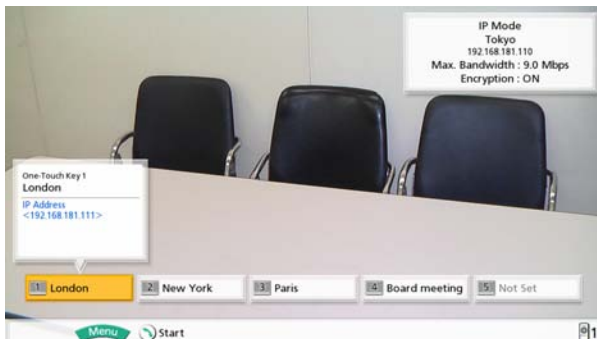 IP Mode
Tokyo
192.168.181.110
Max. Bandwidth : 9.0 Mbps
Encryption : ON
One-Touch Key 1
London
IP Address
<192.168.181.111>
1 London
2 New York
3 Paris
4 Board meeting
5 Not Set
Menu Start
1